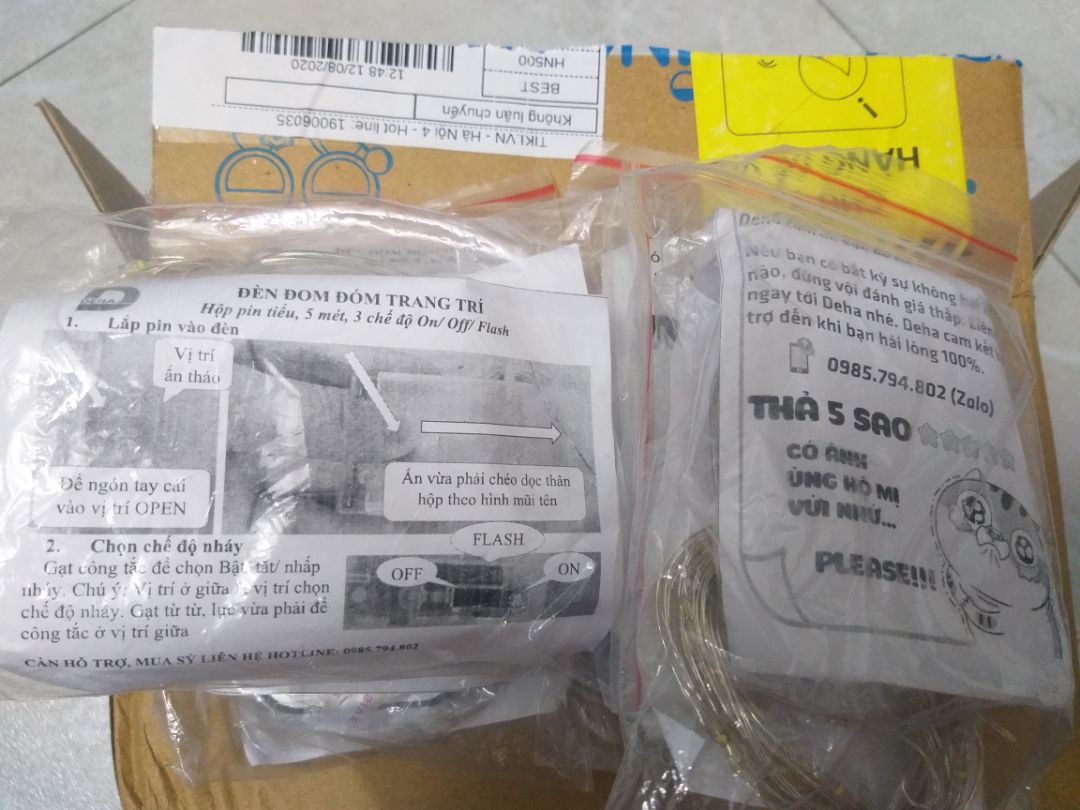 12:48 12/08/2020
HN500
BEST
Không luân chuyển
TIKI.VN - Hà Nội 4 - Hot line: 19006035
HÀNG
DEHA
ĐÈN ĐOM ĐÓM TRANG TRÍ
Hộp pin tiểu, 5 mét, 3 chế độ On/ Off/ Flash
1. Lắp pin vào đèn
Vị trí
ấn tháo
Để ngón tay cái
vào vị trí OPEN
Ấn vừa phải chéo dọc thân
hộp theo hình mũi tên
2. Chọn chế độ nháy
Gạt công tắc để chọn Bật/ tắt/ nhấp
nháy. Chú ý: Vị trí ở giữa là vị trí chọn
chế độ nháy. Gạt từ từ, lực vừa phải để
công tắc ở vị trí giữa
FLASH
OFF
ON
CẦN HỖ TRỢ, MUA SỸ LIÊN HỆ HOTLINE: 0985.794.802
Deha
Nếu bạn có bất kỳ sự không
nào, đừng vội đánh giá thấp. Liên
ngay tới Deha nhé. Deha cam kết
trợ đến khi bạn hài lòng 100%.
0985.794.802 (Zalo)
THẢ 5 SAO
CÓ ẢNH
ỦNG HỘ MỊ
VỨI NHỨ...
PLEASE!!!